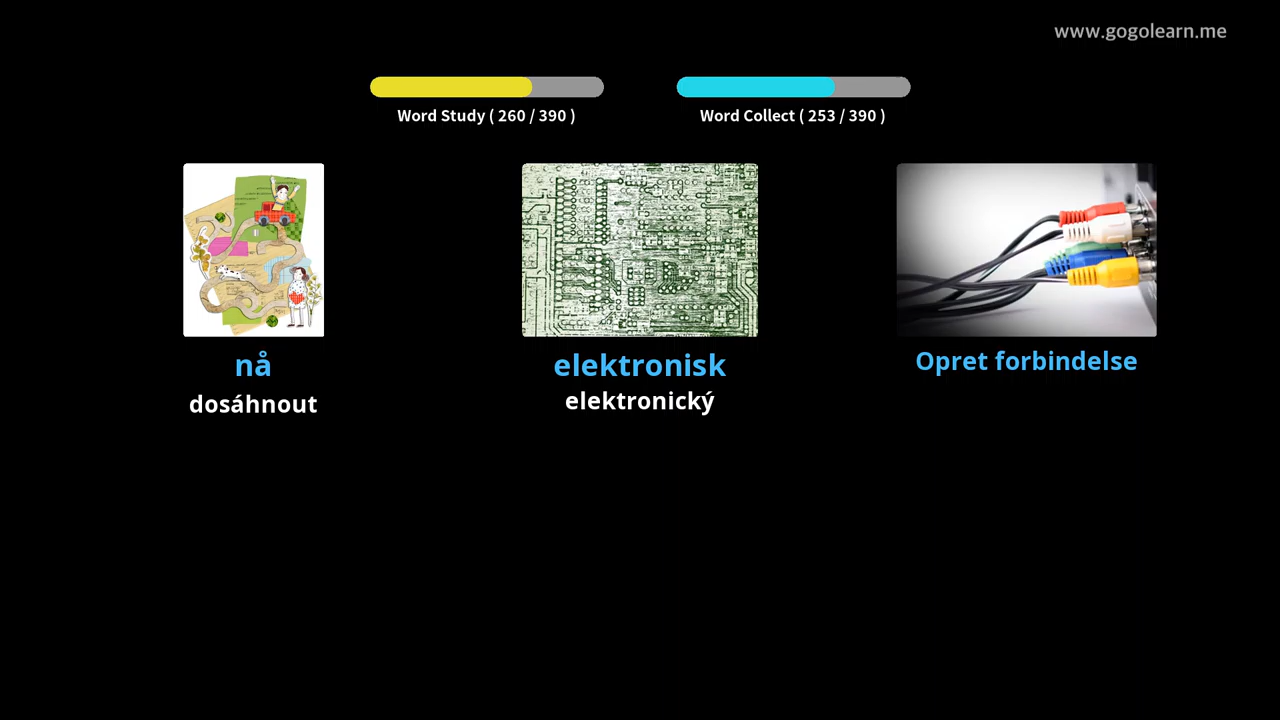 www.gogolearn.me
Word Study ( 260 / 390 )
Word Collect ( 253 / 390 )
nå
dosáhnout
elektronisk
elektronický
Opret forbindelse